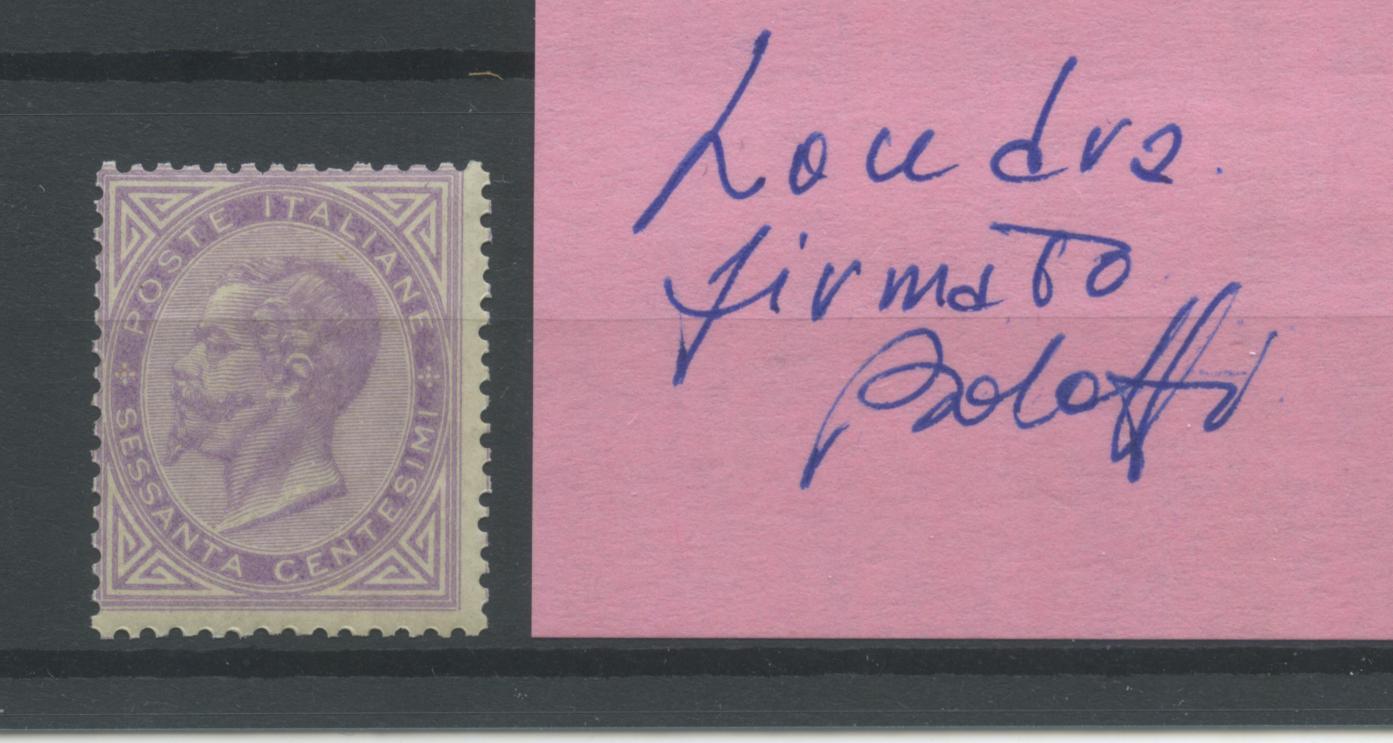 POSTE ITALIANE
SESSANTA CENTESIMI
Londra.
firmato
Bolaffi